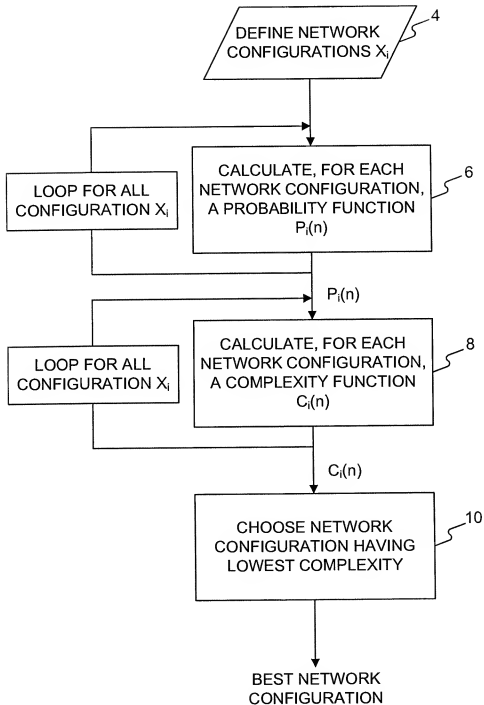 4
DEFINE NETWORK
CONFIGURATIONS Xi
CALCULATE, FOR EACH
NETWORK CONFIGURATION,
A PROBABILITY FUNCTION
Pi(n)
6
LOOP FOR ALL
CONFIGURATION Xi
Pi(n)
CALCULATE, FOR EACH
NETWORK CONFIGURATION,
A COMPLEXITY FUNCTION
Ci(n)
8
LOOP FOR ALL
CONFIGURATION Xi
Ci(n)
CHOOSE NETWORK
CONFIGURATION HAVING
LOWEST COMPLEXITY
10
BEST NETWORK
CONFIGURATION